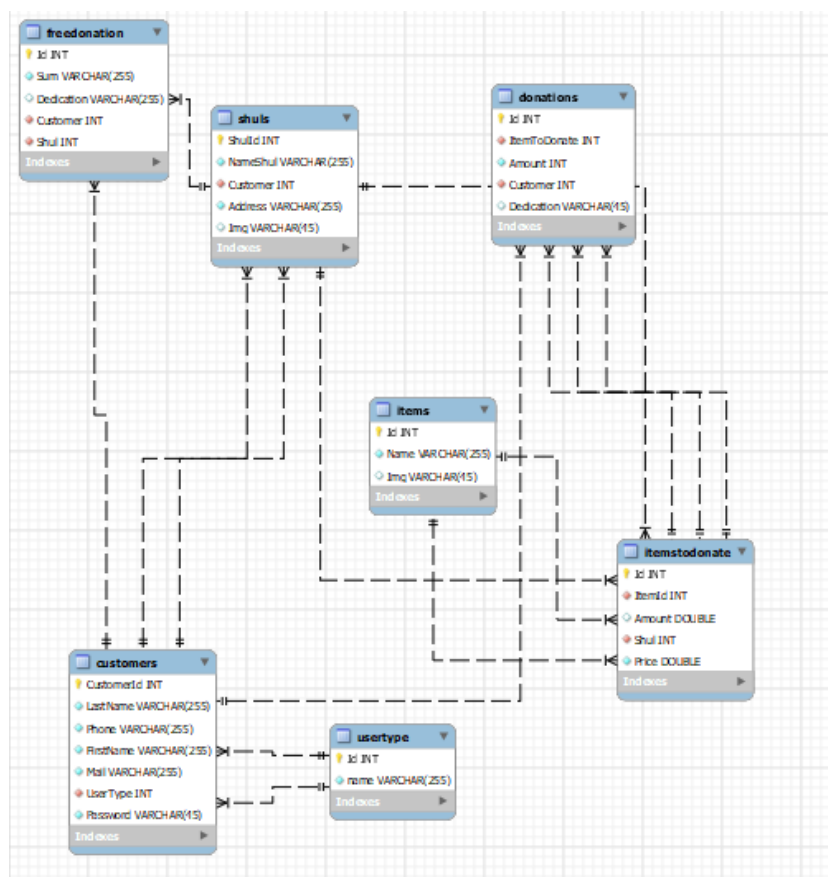 freedonation
Id INT
Sum VARCHAR(255)
Dedication VARCHAR(255)
Customer INT
Shul INT
Indexes
shuls
ShulId INT
NameShul VARCHAR(255)
Customer INT
Address VARCHAR(255)
Img VARCHAR(45)
Indexes
donations
Id INT
ItemToDonate INT
Amount INT
Customer INT
Dedication VARCHAR(45)
Indexes
items
Id INT
Name VARCHAR(255)
Img VARCHAR(45)
Indexes
itemstodonate
Id INT
ItemId INT
Amount DOUBLE
Shul INT
Price DOUBLE
Indexes
customers
CustomerId INT
LastName VARCHAR(255)
Phone VARCHAR(255)
FirstName VARCHAR(255)
Mail VARCHAR(255)
UserType INT
Password VARCHAR(45)
Indexes
usertype
Id INT
name VARCHAR(255)
Indexes